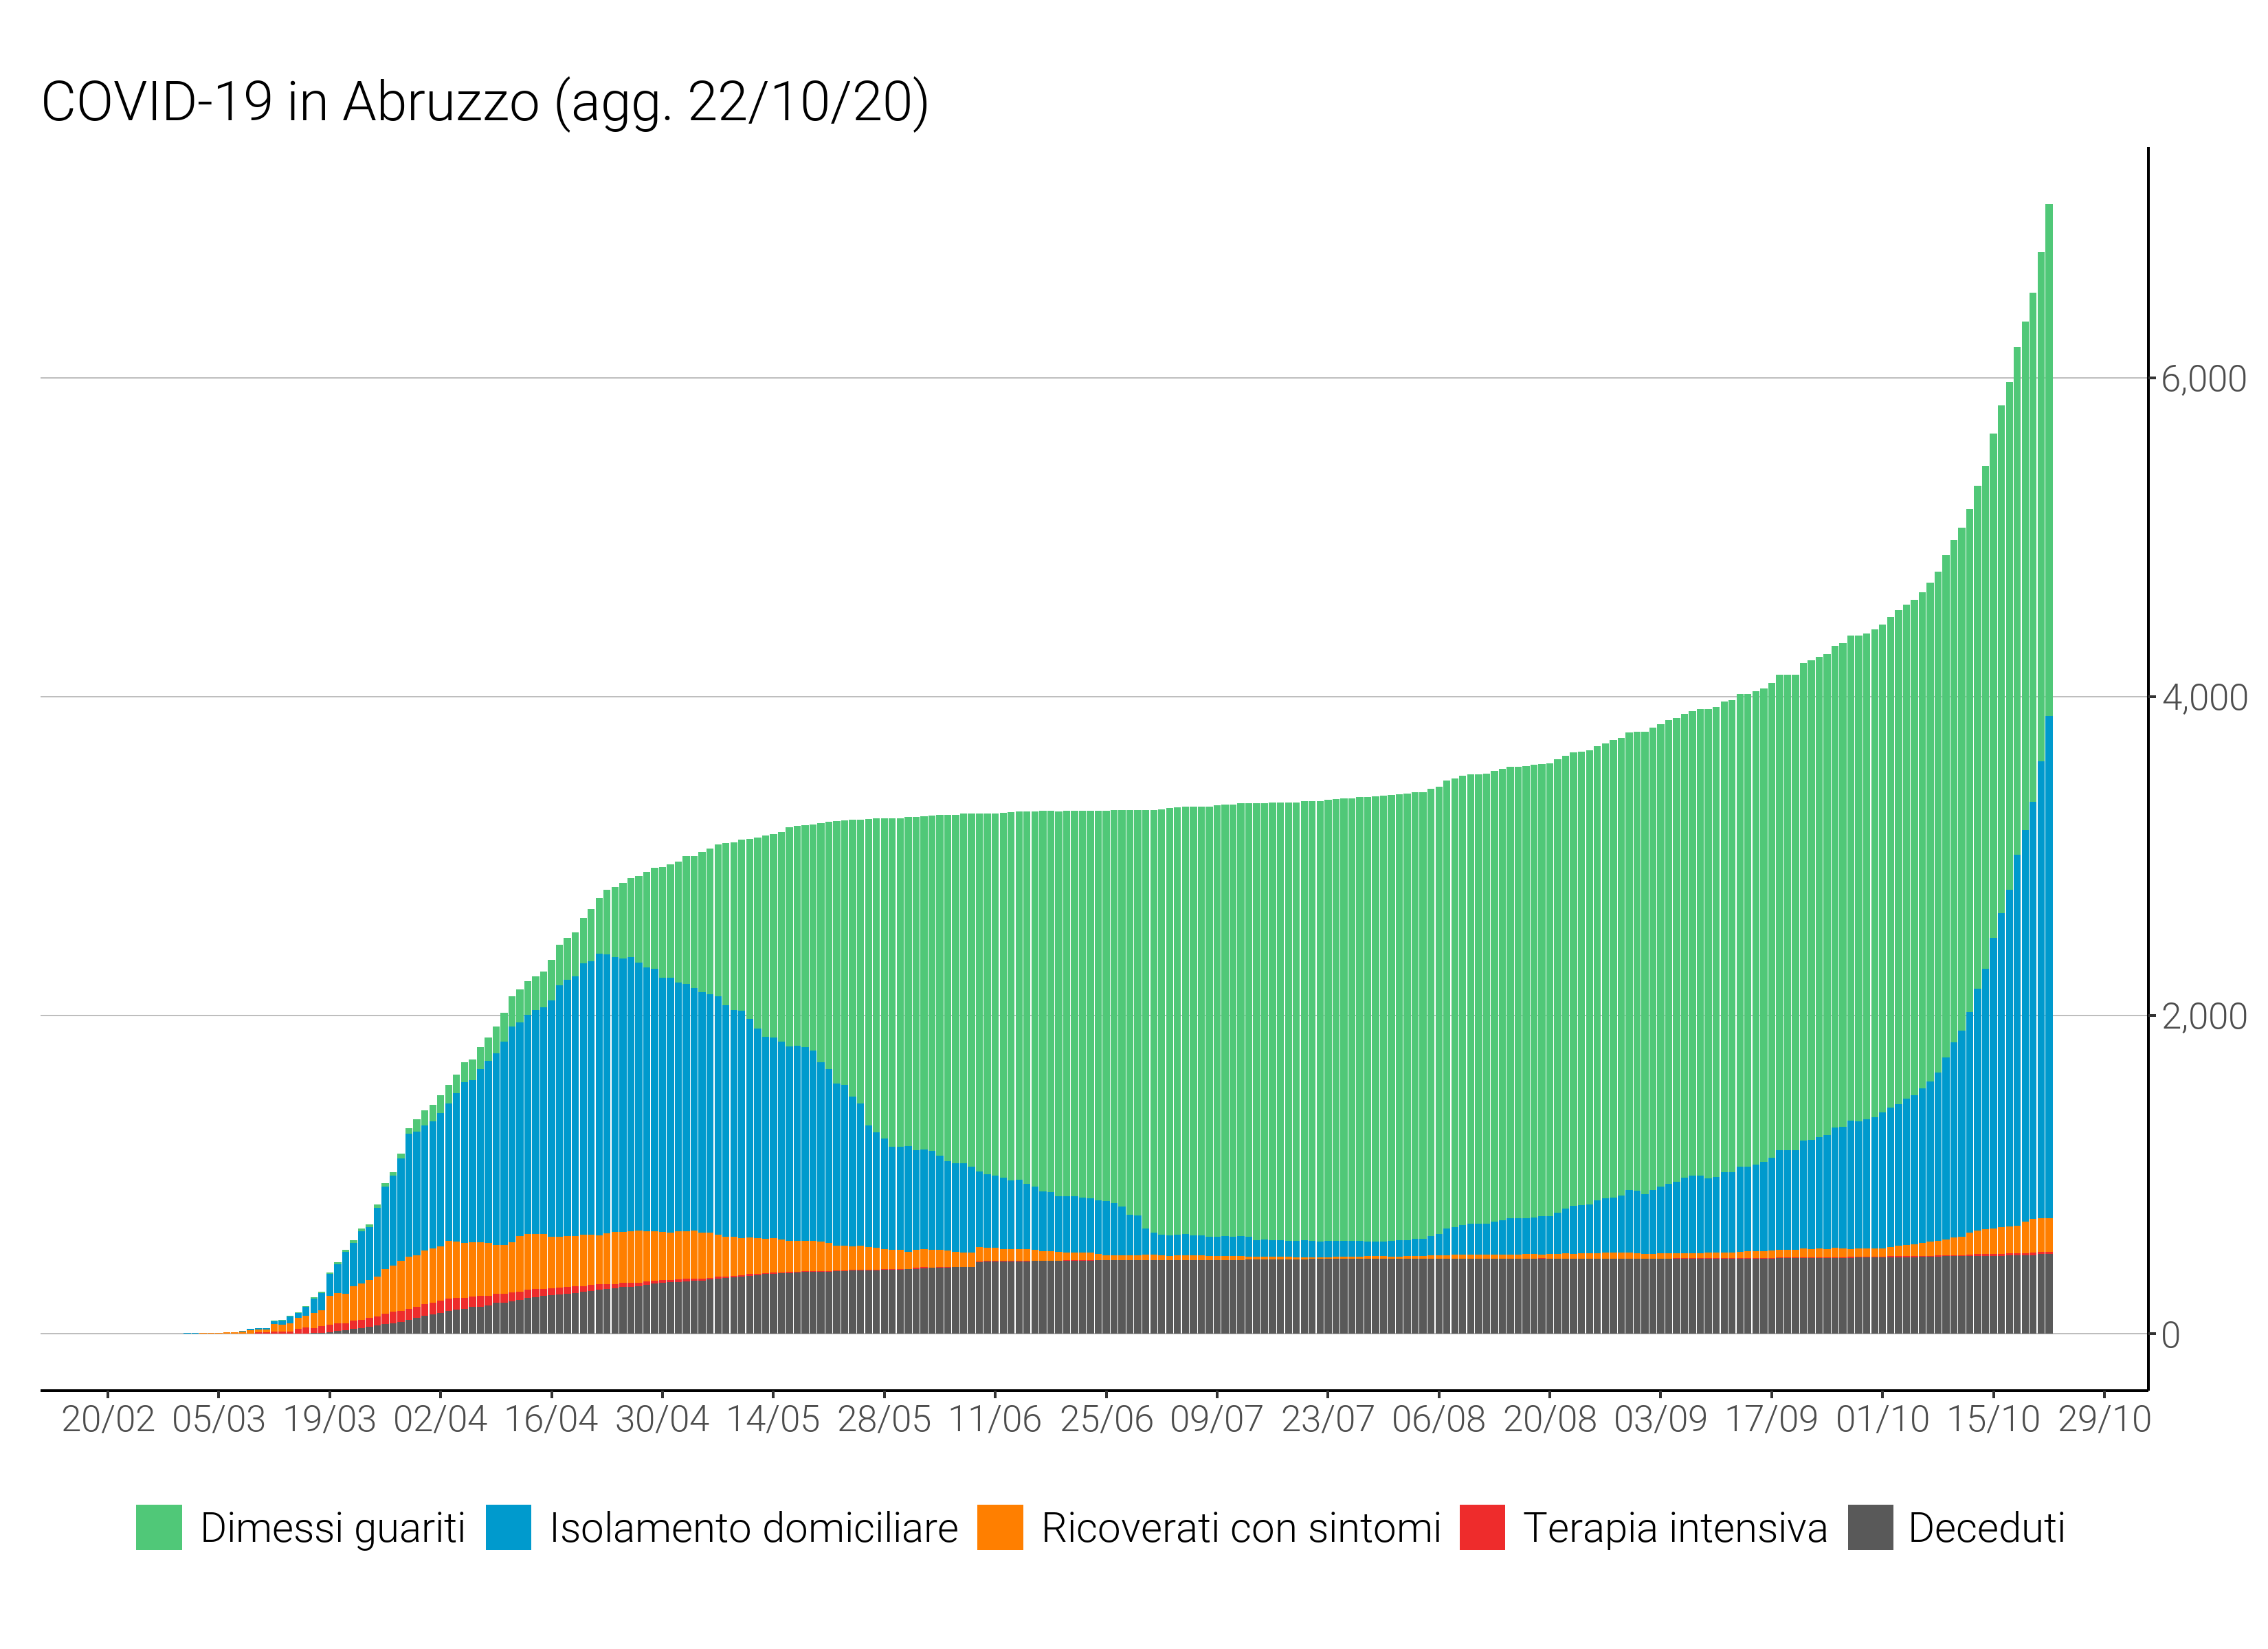 COVID-19 in Abruzzo (agg. 22/10/20)
6,000
4,000
2,000
0
20/02 05/03 19/03 02/04 16/04 30/04 14/05 28/05 11/06 25/06 09/07 23/07 06/08 20/08 03/09 17/09 01/10 15/10 29/10
Dimessi guariti Isolamento domiciliare Ricoverati con sintomi Terapia intensiva Deceduti